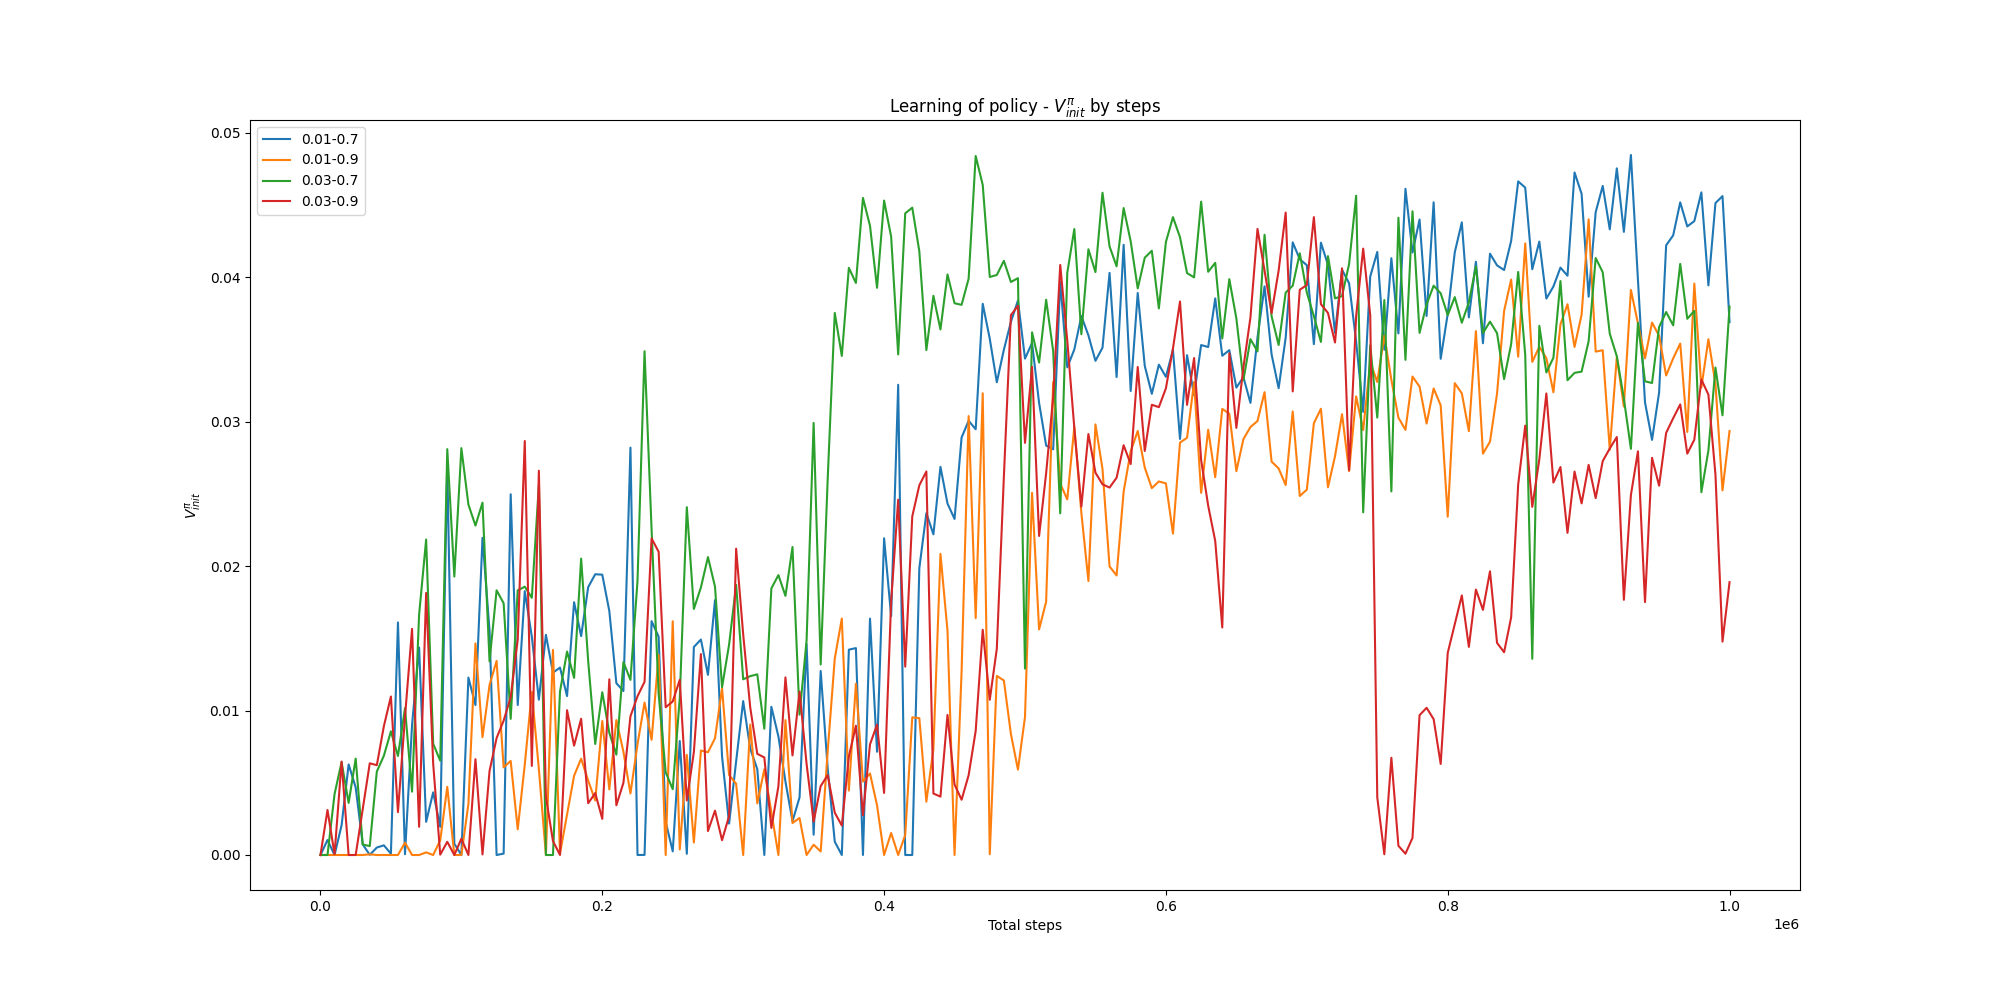 Learning of policy - $V_{init}^{\pi}$ by steps
0.05
0.04
0.03
0.02
0.01
0.00
$V_{init}^{\pi}$
0.01-0.7
0.01-0.9
0.03-0.7
0.03-0.9
0.0 0.2 0.4 0.6 0.8 1.0
1e6
Total steps